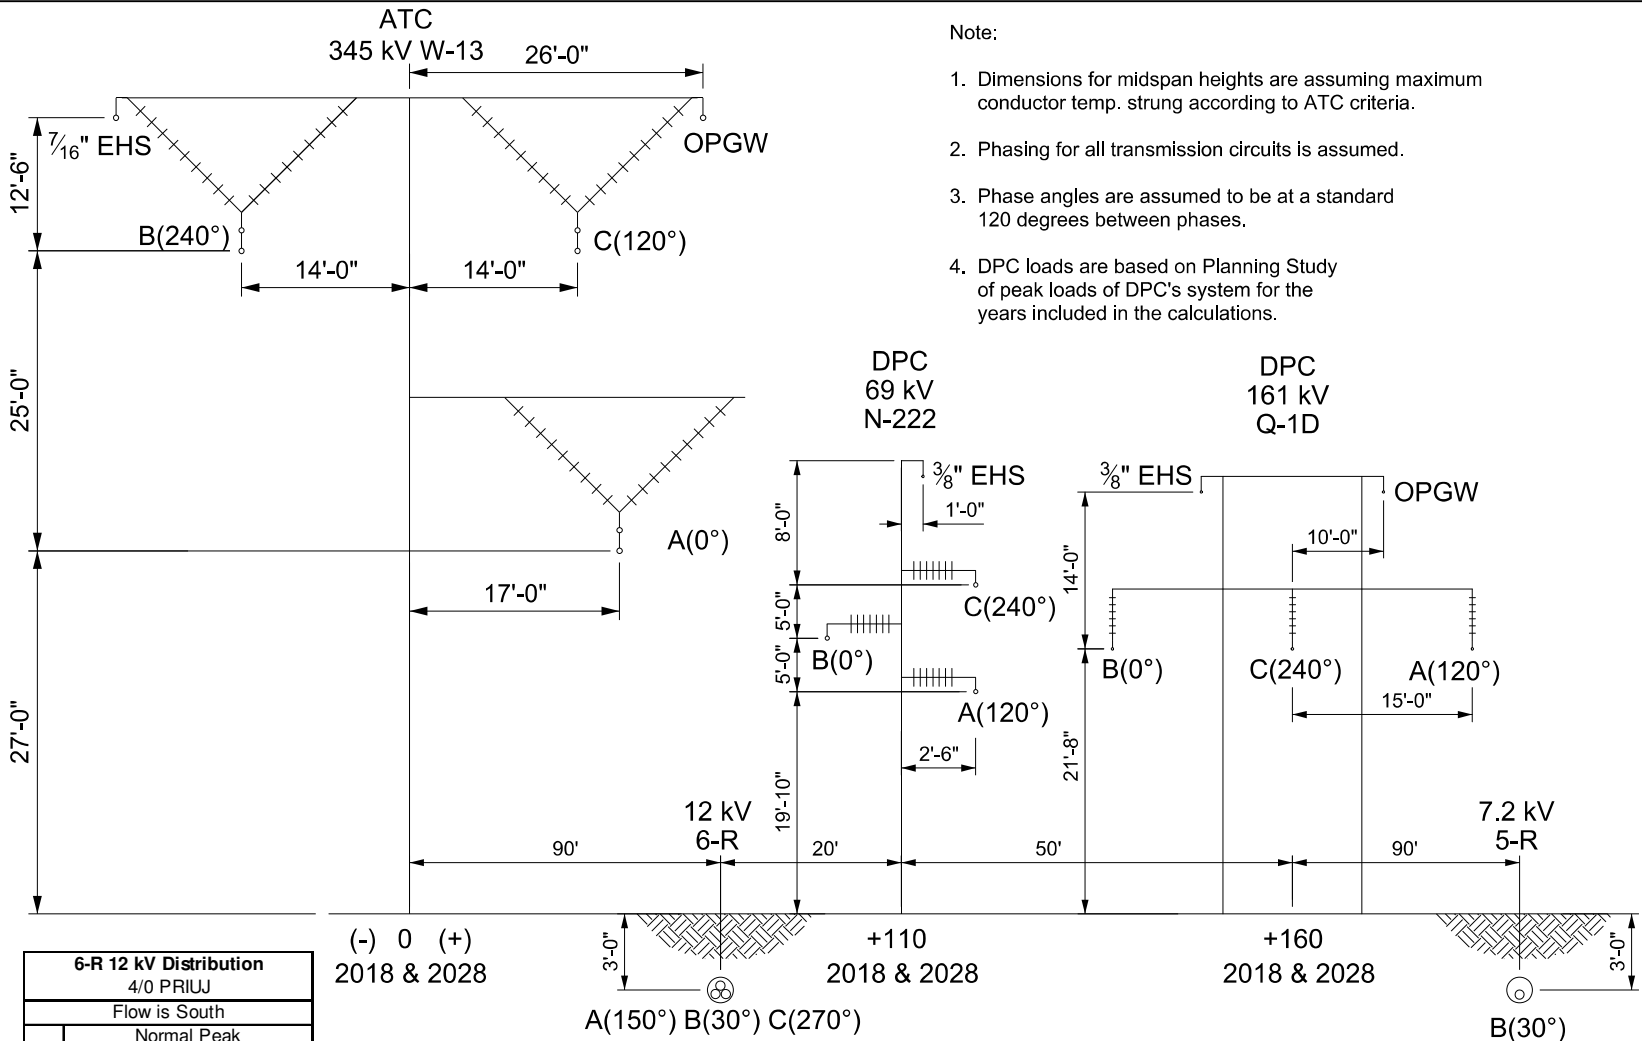 ATC
345 kV W-13
26'-0"
7/16" EHS
OPGW
12'-6"
B(240°)
C(120°)
14'-0"
14'-0"
25'-0"
A(0°)
17'-0"
27'-0"
Note:
1. Dimensions for midspan heights are assuming maximum
conductor temp. strung according to ATC criteria.
2. Phasing for all transmission circuits is assumed.
3. Phase angles are assumed to be at a standard
120 degrees between phases.
4. DPC loads are based on Planning Study
of peak loads of DPC's system for the
years included in the calculations.
DPC
69 kV
N-222
3/8" EHS
1'-0"
8'-0"
C(240°)
5'-0"
B(0°)
5'-0"
A(120°)
2'-6"
19'-10"
DPC
161 kV
Q-1D
3/8" EHS
OPGW
10'-0"
14'-0"
B(0°)
C(240°)
A(120°)
15'-0"
21'-8"
12 kV
6-R
7.2 kV
5-R
90'
20'
50'
90'
(-) 0 (+)
2018 & 2028
3'-0"
+110
2018 & 2028
+160
2018 & 2028
3'-0"
A(150°) B(30°) C(270°)
B(30°)
6-R 12 kV Distribution
4/0 PRIUJ
Flow is South
Normal Peak